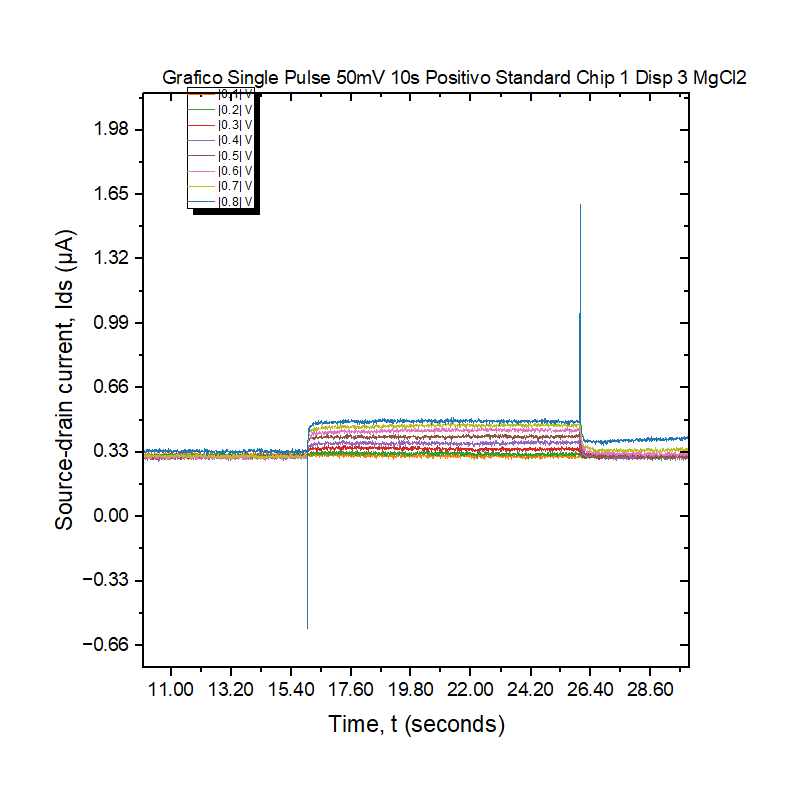 Grafico Single Pulse 50mV 10s Positivo Standard Chip 1 Disp 3 MgCl2
|0.1| V
|0.2| V
|0.3| V
|0.4| V
|0.5| V
|0.6| V
|0.7| V
|0.8| V
1.98
1.65
1.32
0.99
0.66
0.33
0.00
−0.33
−0.66
Source-drain current, Ids (µA)
11.00 13.20 15.40 17.60 19.80 22.00 24.20 26.40 28.60
Time, t (seconds)